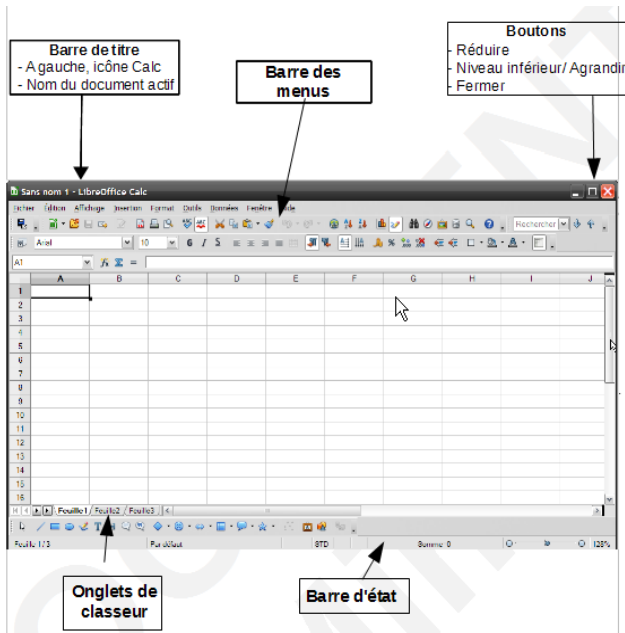 Barre de titre
- A gauche, icône Calc
- Nom du document actif
Barre des
menus
Boutons
- Réduire
- Niveau inférieur/ Agrandir
- Fermer
Sans nom 1 - LibreOffice Calc
Fichier Édition Affichage Insertion Format Outils Données Fenêtre Aide
Rechercher
Arial 10 G I S
A1
A B C D E F G H I J
1
2
3
4
5
6
7
8
9
10
11
12
13
14
15
16
Feuille1 Feuille2 Feuille3
Feuille 1/3 Par défaut STD Somme 0 128%
Onglets de
classeur
Barre d'état